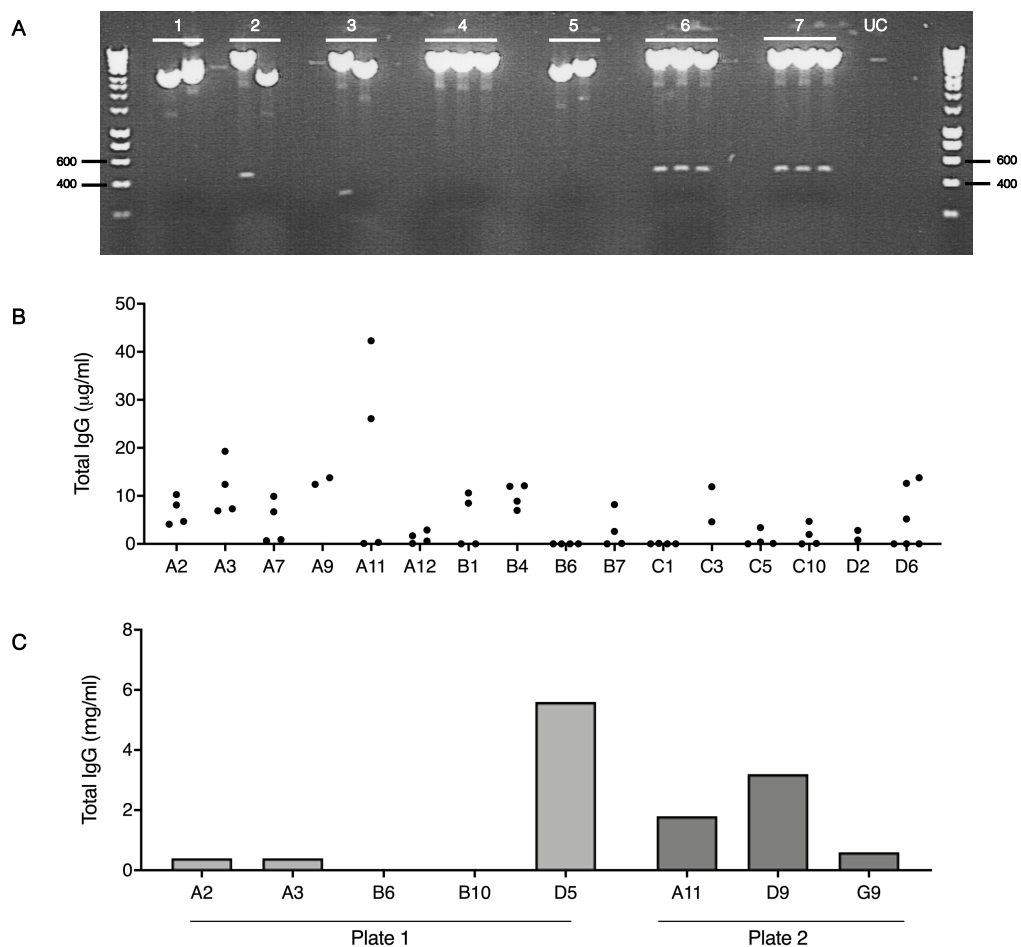 A
1 2 3 4 5 6 7 UC
600 600
400 400
B
Total IgG (µg/ml)
50
40
30
20
10
0
A2 A3 A7 A9 A11 A12 B1 B4 B6 B7 C1 C3 C5 C10 D2 D6
C
Total IgG (mg/ml)
8
6
4
2
0
A2 A3 B6 B10 D5 A11 D9 G9
Plate 1 Plate 2